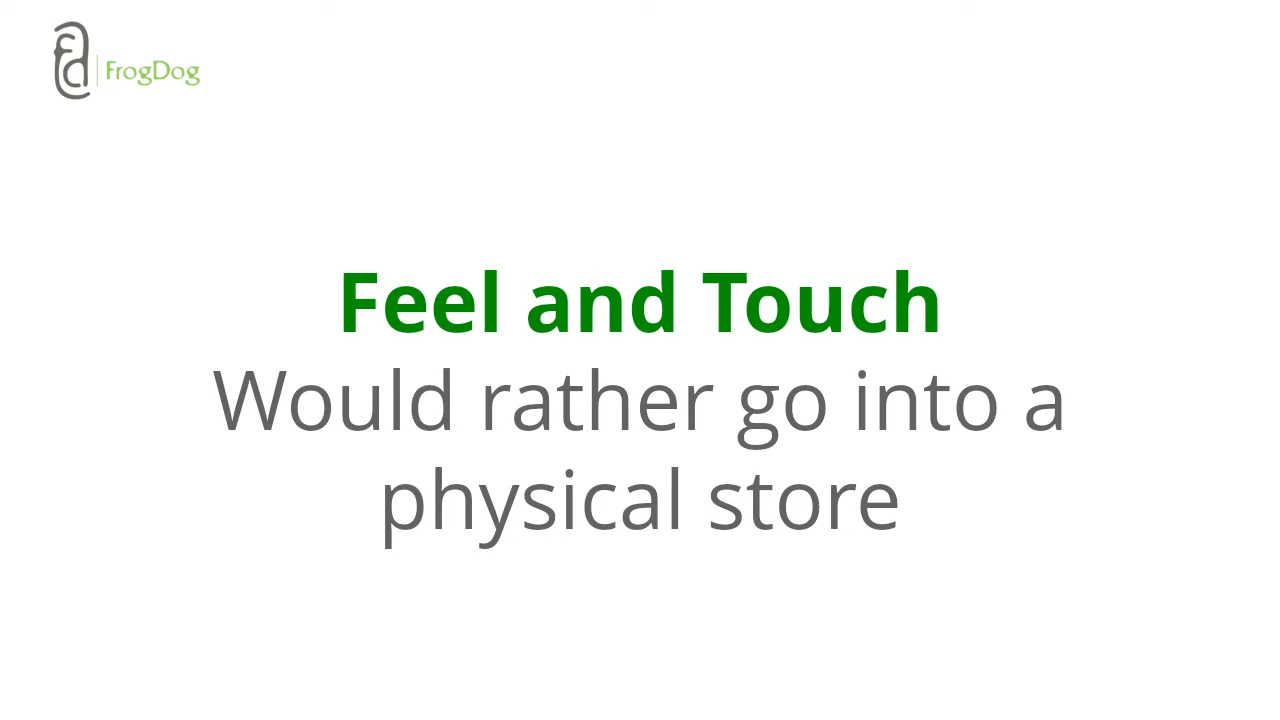 FrogDog
Feel and Touch
Would rather go into a
physical store